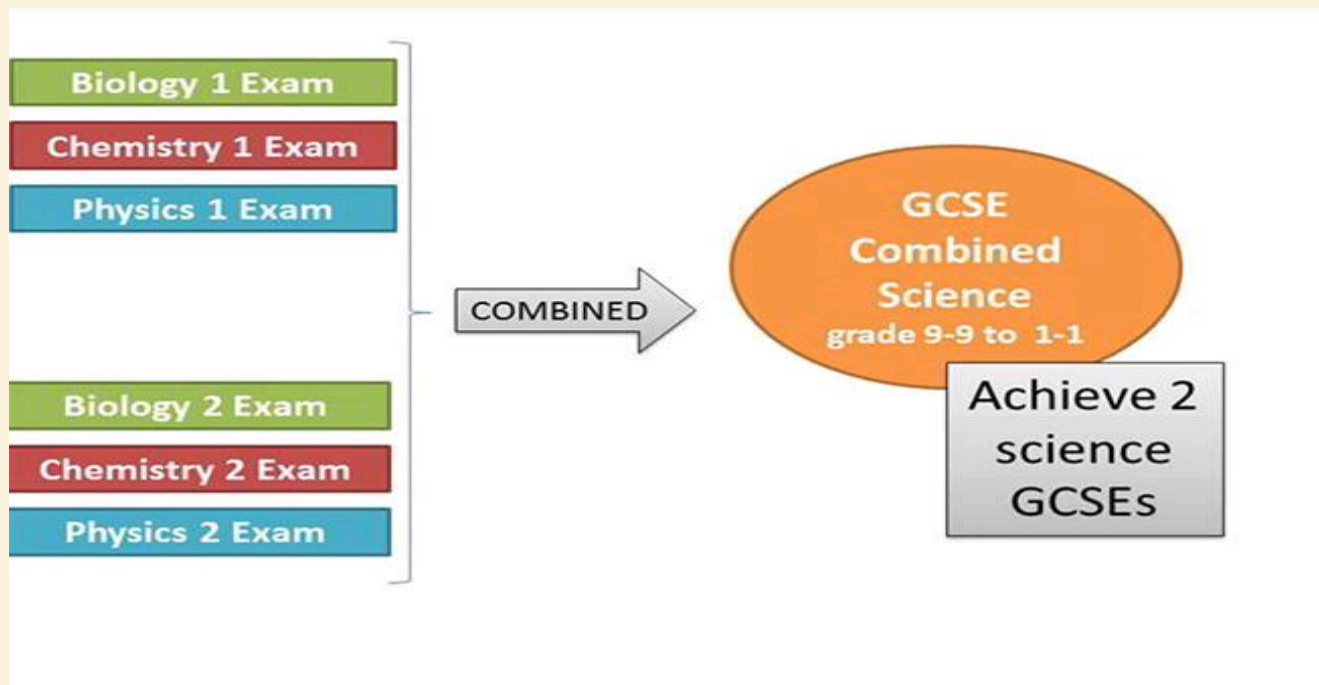 Biology 1 Exam
Chemistry 1 Exam
Physics 1 Exam
Biology 2 Exam
Chemistry 2 Exam
Physics 2 Exam
COMBINED
GCSE
Combined
Science
grade 9-9 to 1-1
Achieve 2
science
GCSEs